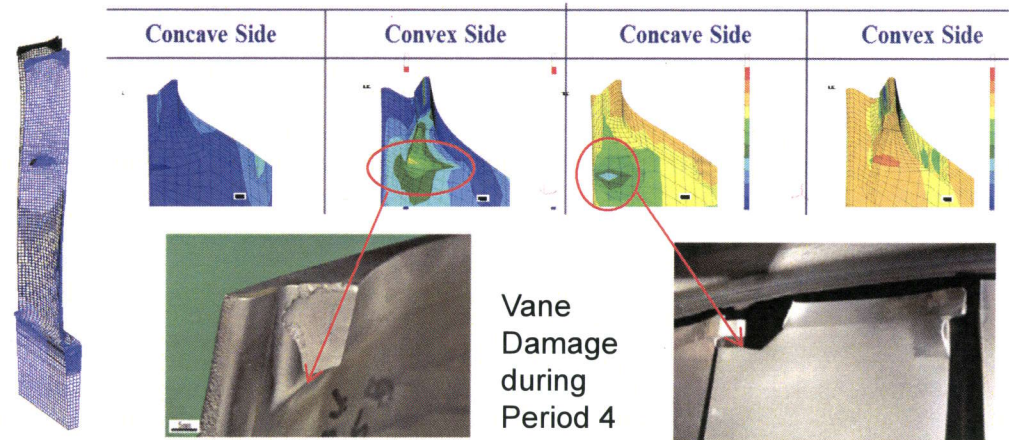 Concave Side
Convex Side
Concave Side
Convex Side
Vane
Damage
during
Period 4